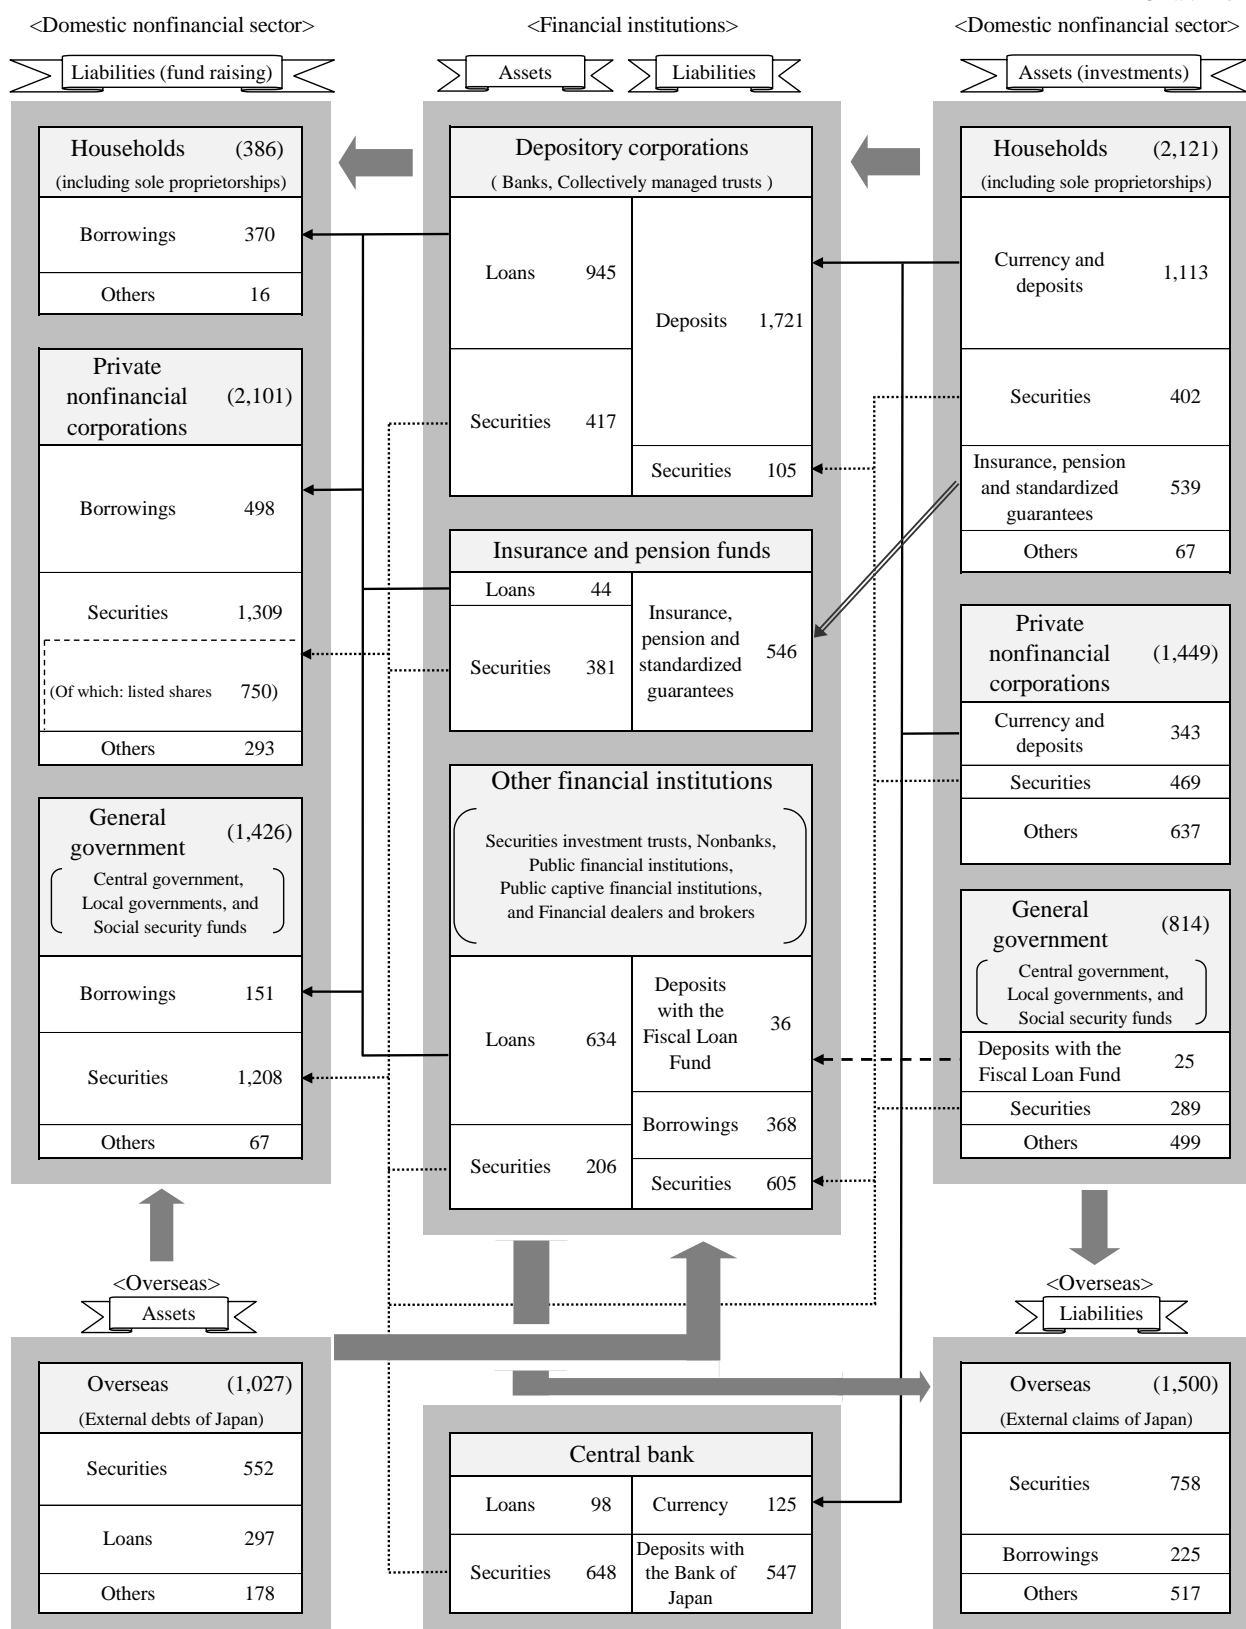 <Domestic nonfinancial sector>
Liabilities (fund raising)
Households (386)
(including sole proprietorships)
Borrowings 370
Others 16
Private
nonfinancial (2,101)
corporations
Borrowings 498
Securities 1,309
(Of which: listed shares 750)
Others 293
General
government (1,426)
Central government,
Local governments, and
Social security funds
Borrowings 151
Securities 1,208
Others 67
<Overseas>
Assets
Overseas (1,027)
(External debts of Japan)
Securities 552
Loans 297
Others 178
<Financial institutions>
Assets
Liabilities
Depository corporations
( Banks, Collectively managed trusts )
Loans 945
Securities 417
Deposits 1,721
Securities 105
Insurance and pension funds
Loans 44
Securities 381
Insurance,
pension and
standardized
guarantees
546
Other financial institutions
Securities investment trusts, Nonbanks,
Public financial institutions,
Public captive financial institutions,
and Financial dealers and brokers
Loans 634
Securities 206
Deposits
with the
Fiscal Loan
Fund
36
Borrowings 368
Securities 605
Central bank
Loans 98
Securities 648
Currency 125
Deposits with
the Bank of
Japan
547
<Domestic nonfinancial sector>
Assets (investments)
Households (2,121)
(including sole proprietorships)
Currency and
deposits
1,113
Securities 402
Insurance, pension
and standardized
guarantees
539
Others 67
Private
nonfinancial (1,449)
corporations
Currency and
deposits
343
Securities 469
Others 637
General
government (814)
Central government,
Local governments, and
Social security funds
Deposits with the
Fiscal Loan Fund
25
Securities 289
Others 499
<Overseas>
Liabilities
Overseas (1,500)
(External claims of Japan)
Securities 758
Borrowings 225
Others 517